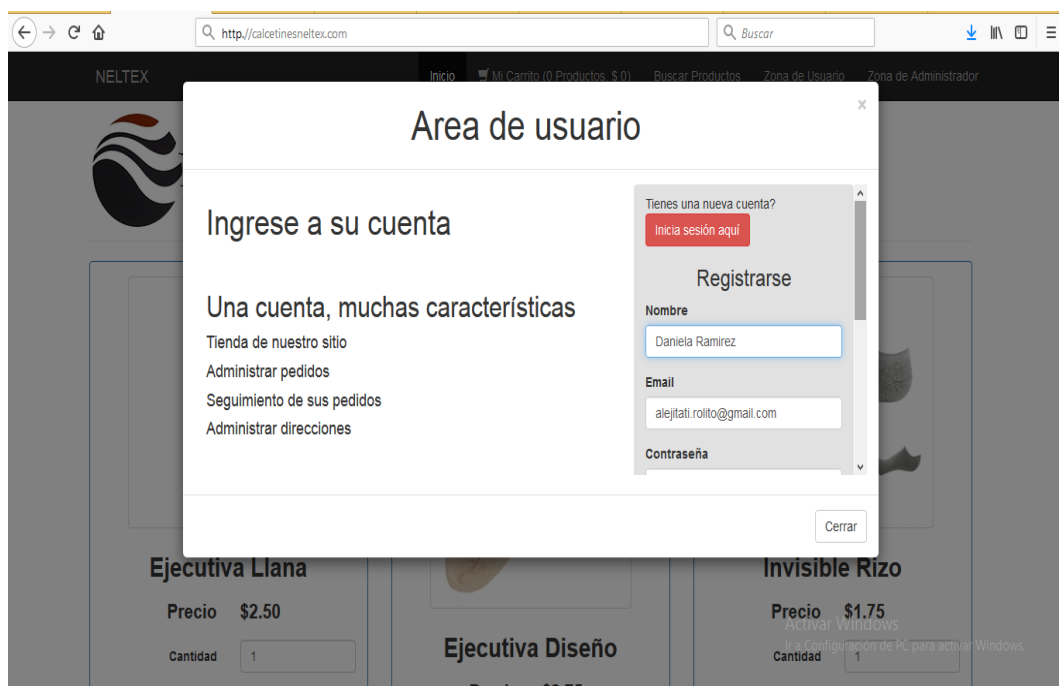 http.//calcetinesneltex.com
Buscar
NELTEX
Inicio
Mi Carrito (0 Productos, $ 0)
Buscar Productos
Zona de Usuario
Zona de Administrador
×
Area de usuario
Ingrese a su cuenta
Una cuenta, muchas características
Tienda de nuestro sitio
Administrar pedidos
Seguimiento de sus pedidos
Administrar direcciones
Tienes una nueva cuenta?
Inicia sesión aquí
Registrarse
Nombre
Daniela Ramirez
Email
alejitati.rolito@gmail.com
Contraseña
Cerrar
Ejecutiva Llana
Precio $2.50
Cantidad 1
Ejecutiva Diseño
Invisible Rizo
Precio $1.75
Cantidad 1
Activar Windows
Ir a Configuración de PC para activar Windows.